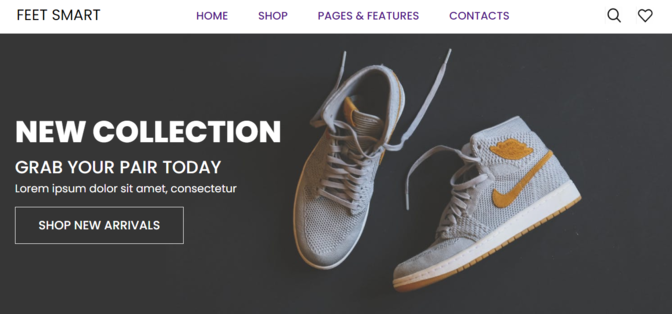 FEET SMART
HOME SHOP PAGES & FEATURES CONTACTS
NEW COLLECTION
GRAB YOUR PAIR TODAY
Lorem ipsum dolor sit amet, consectetur
SHOP NEW ARRIVALS